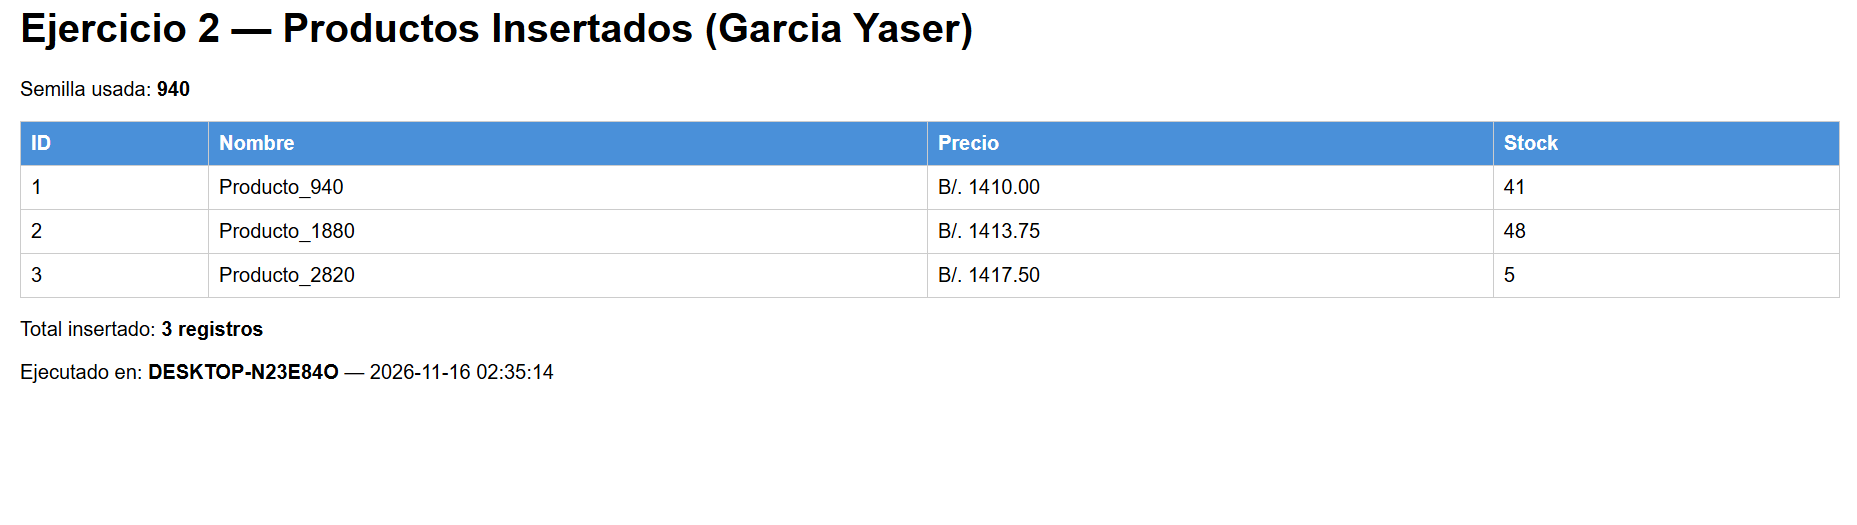 Ejercicio 2 — Productos Insertados (Garcia Yaser)
Semilla usada: 940
ID Nombre Precio Stock
1 Producto_940 B/. 1410.00 41
2 Producto_1880 B/. 1413.75 48
3 Producto_2820 B/. 1417.50 5
Total insertado: 3 registros
Ejecutado en: DESKTOP-N23E84O — 2026-11-16 02:35:14